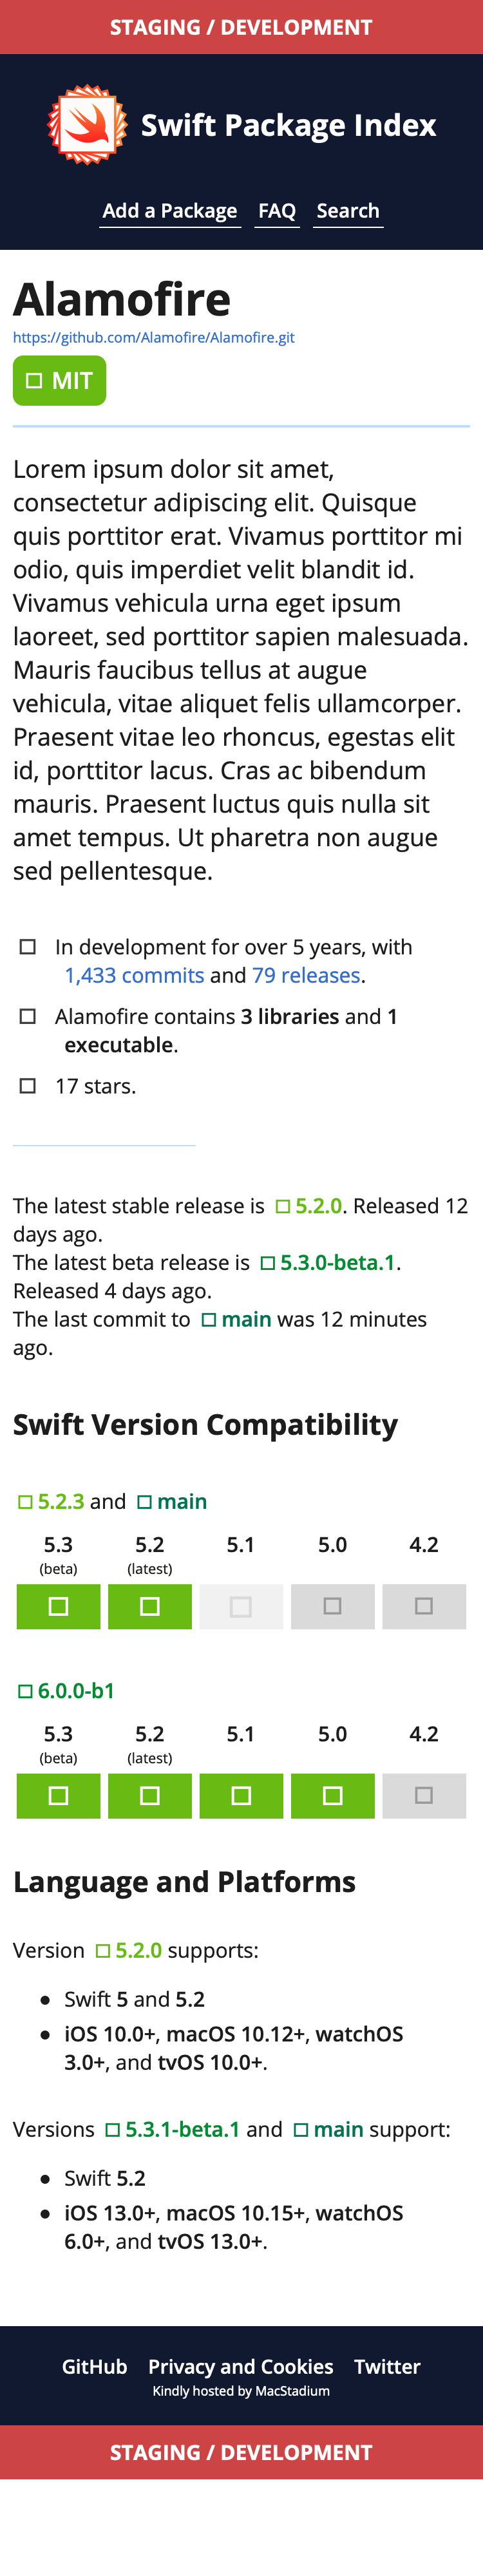 STAGING / DEVELOPMENT
Swift Package Index
Add a Package FAQ Search
Alamofire
https://github.com/Alamofire/Alamofire.git
MIT
Lorem ipsum dolor sit amet,
consectetur adipiscing elit. Quisque
quis porttitor erat. Vivamus porttitor mi
odio, quis imperdiet velit blandit id.
Vivamus vehicula urna eget ipsum
laoreet, sed porttitor sapien malesuada.
Mauris faucibus tellus at augue
vehicula, vitae aliquet felis ullamcorper.
Praesent vitae leo rhoncus, egestas elit
id, porttitor lacus. Cras ac bibendum
mauris. Praesent luctus quis nulla sit
amet tempus. Ut pharetra non augue
sed pellentesque.
In development for over 5 years, with
1,433 commits and 79 releases.
Alamofire contains 3 libraries and 1
executable.
17 stars.
The latest stable release is 5.2.0. Released 12
days ago.
The latest beta release is 5.3.0-beta.1.
Released 4 days ago.
The last commit to main was 12 minutes
ago.
Swift Version Compatibility
5.2.3 and main
5.3 5.2 5.1 5.0 4.2
(beta) (latest)
6.0.0-b1
5.3 5.2 5.1 5.0 4.2
(beta) (latest)
Language and Platforms
Version 5.2.0 supports:
● Swift 5 and 5.2
● iOS 10.0+, macOS 10.12+, watchOS
3.0+, and tvOS 10.0+.
Versions 5.3.1-beta.1 and main support:
● Swift 5.2
● iOS 13.0+, macOS 10.15+, watchOS
6.0+, and tvOS 13.0+.
GitHub Privacy and Cookies Twitter
Kindly hosted by MacStadium
STAGING / DEVELOPMENT